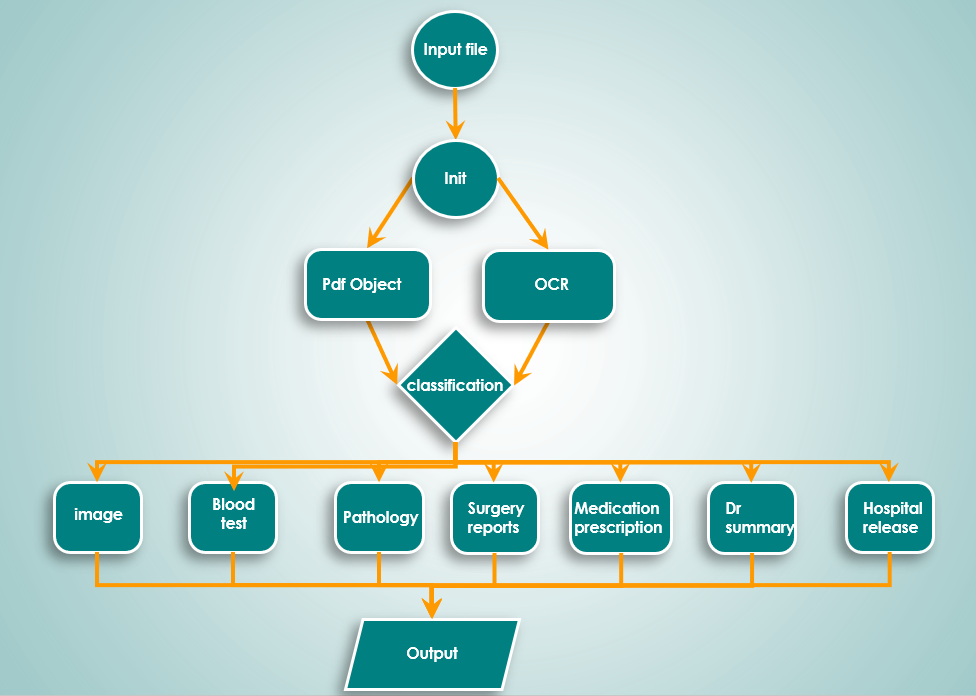 Input file
Init
Pdf Object
OCR
classification
image
Blood
test
Pathology
Surgery
reports
Medication
prescription
Dr
summary
Hospital
release
Output